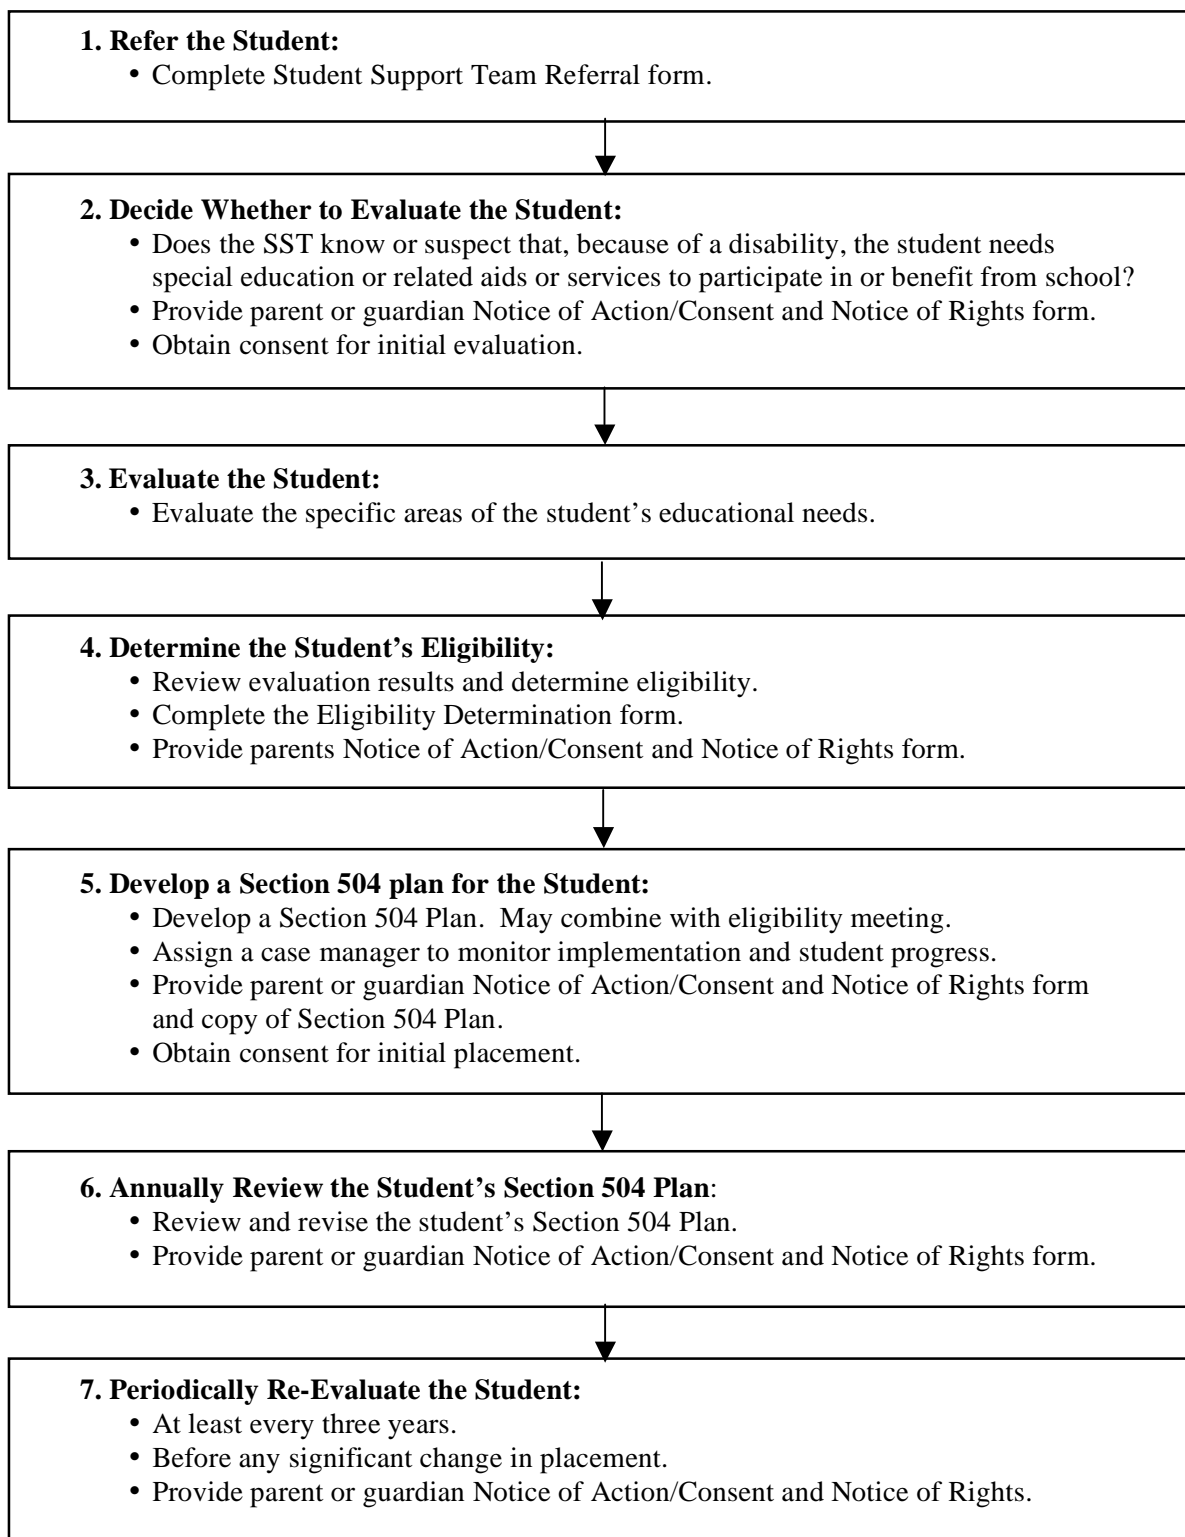 1. Refer the Student:
• Complete Student Support Team Referral form.
2. Decide Whether to Evaluate the Student:
• Does the SST know or suspect that, because of a disability, the student needs
special education or related aids or services to participate in or benefit from school?
• Provide parent or guardian Notice of Action/Consent and Notice of Rights form.
• Obtain consent for initial evaluation.
3. Evaluate the Student:
• Evaluate the specific areas of the student’s educational needs.
4. Determine the Student’s Eligibility:
• Review evaluation results and determine eligibility.
• Complete the Eligibility Determination form.
• Provide parents Notice of Action/Consent and Notice of Rights form.
5. Develop a Section 504 plan for the Student:
• Develop a Section 504 Plan.  May combine with eligibility meeting.
• Assign a case manager to monitor implementation and student progress.
• Provide parent or guardian Notice of Action/Consent and Notice of Rights form
and copy of Section 504 Plan.
• Obtain consent for initial placement.
6. Annually Review the Student’s Section 504 Plan:
• Review and revise the student’s Section 504 Plan.
• Provide parent or guardian Notice of Action/Consent and Notice of Rights form.
7. Periodically Re-Evaluate the Student:
• At least every three years.
• Before any significant change in placement.
• Provide parent or guardian Notice of Action/Consent and Notice of Rights.